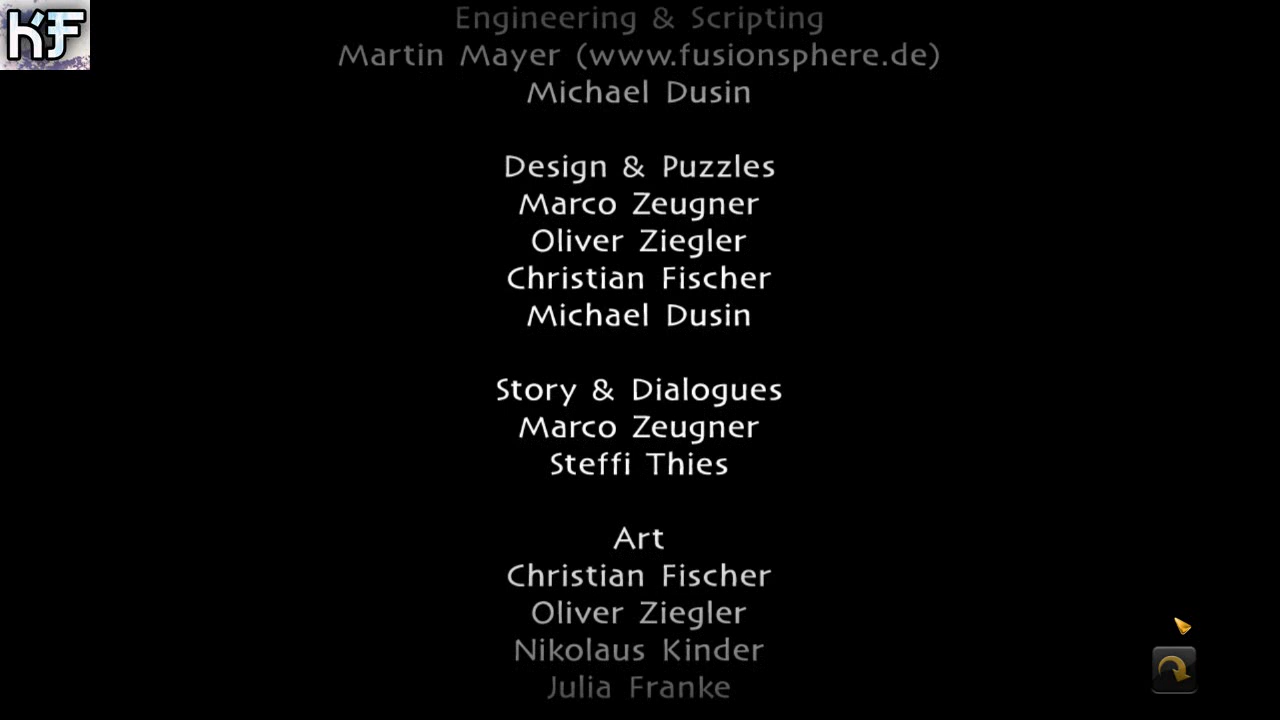 KF
Engineering & Scripting
Martin Mayer (www.fusionsphere.de)
Michael Dusin
Design & Puzzles
Marco Zeugner
Oliver Ziegler
Christian Fischer
Michael Dusin
Story & Dialogues
Marco Zeugner
Steffi Thies
Art
Christian Fischer
Oliver Ziegler
Nikolaus Kinder
Julia Franke